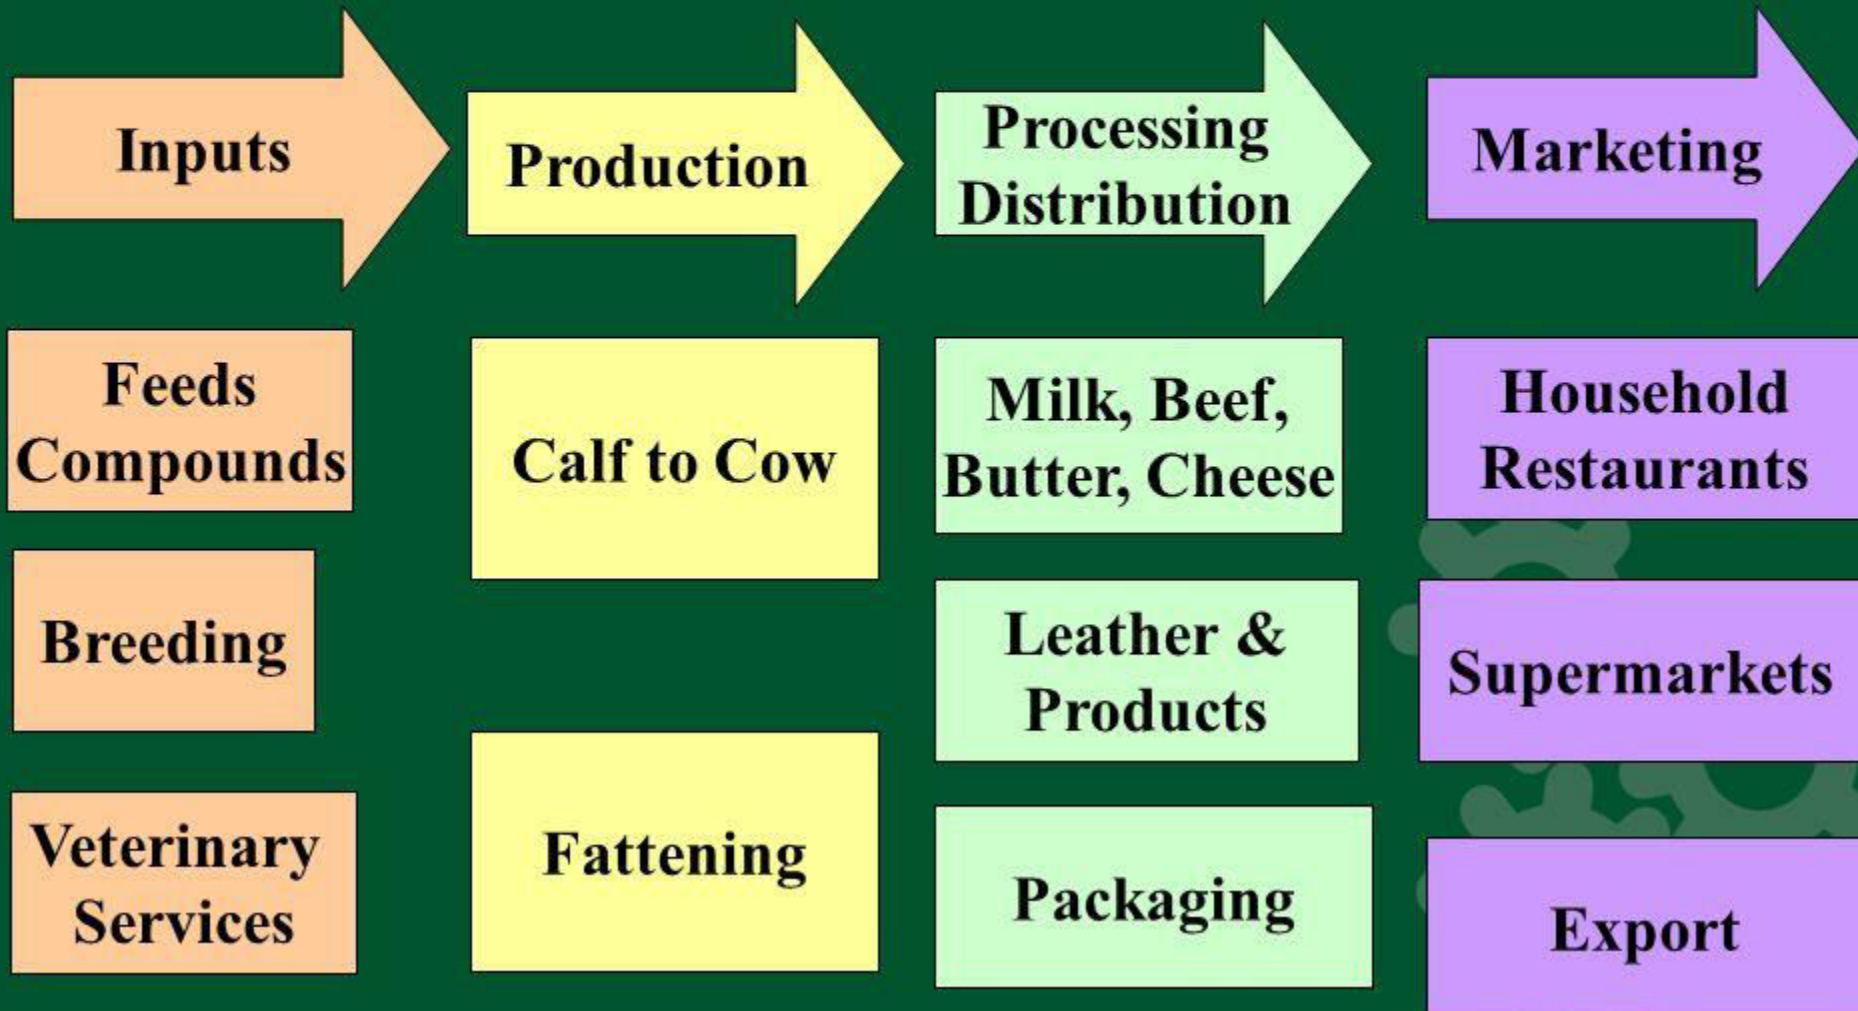 Inputs
Production
Processing
Distribution
Marketing
Feeds
Compounds
Calf to Cow
Milk, Beef,
Butter, Cheese
Household
Restaurants
Breeding
Leather &
Products
Supermarkets
Veterinary
Services
Fattening
Packaging
Export